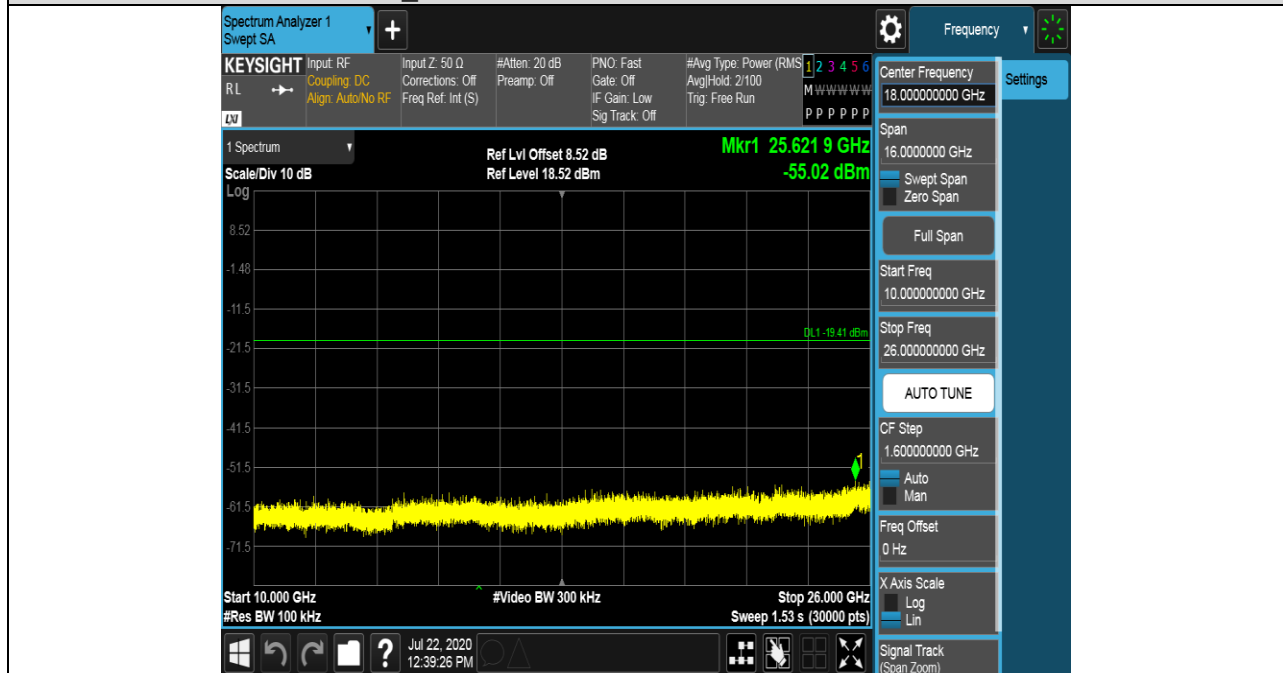 Spectrum Analyzer 1
Swept SA
+
Frequency
KEYSIGHT
RL
LXI
Input: RF
Coupling: DC
Align: Auto/No RF
Input Z: 50 Ω
Corrections: Off
Freq Ref: Int (S)
#Atten: 20 dB
Preamp: Off
PNO: Fast
Gate: Off
IF Gain: Low
Sig Track: Off
#Avg Type: Power (RMS
Avg|Hold: 2/100
Trig: Free Run
1 2 3 4 5 6
M W W W W W
P P P P P P
1 Spectrum
Scale/Div 10 dB
Log
Ref Lvl Offset 8.52 dB
Ref Level 18.52 dBm
Mkr1 25.621 9 GHz
-55.02 dBm
8.52
-1.48
-11.5
DL1 -19.41 dBm
-21.5
-31.5
-41.5
-51.5
1
-61.5
-71.5
Start 10.000 GHz
#Video BW 300 kHz
Stop 26.000 GHz
#Res BW 100 kHz
Sweep 1.53 s (30000 pts)
?
Jul 22, 2020
12:39:26 PM
Center Frequency
18.000000000 GHz
Settings
Span
16.0000000 GHz
Swept Span
Zero Span
Full Span
Start Freq
10.000000000 GHz
Stop Freq
26.000000000 GHz
AUTO TUNE
CF Step
1.600000000 GHz
Auto
Man
Freq Offset
0 Hz
X Axis Scale
Log
Lin
Signal Track
(Span Zoom)